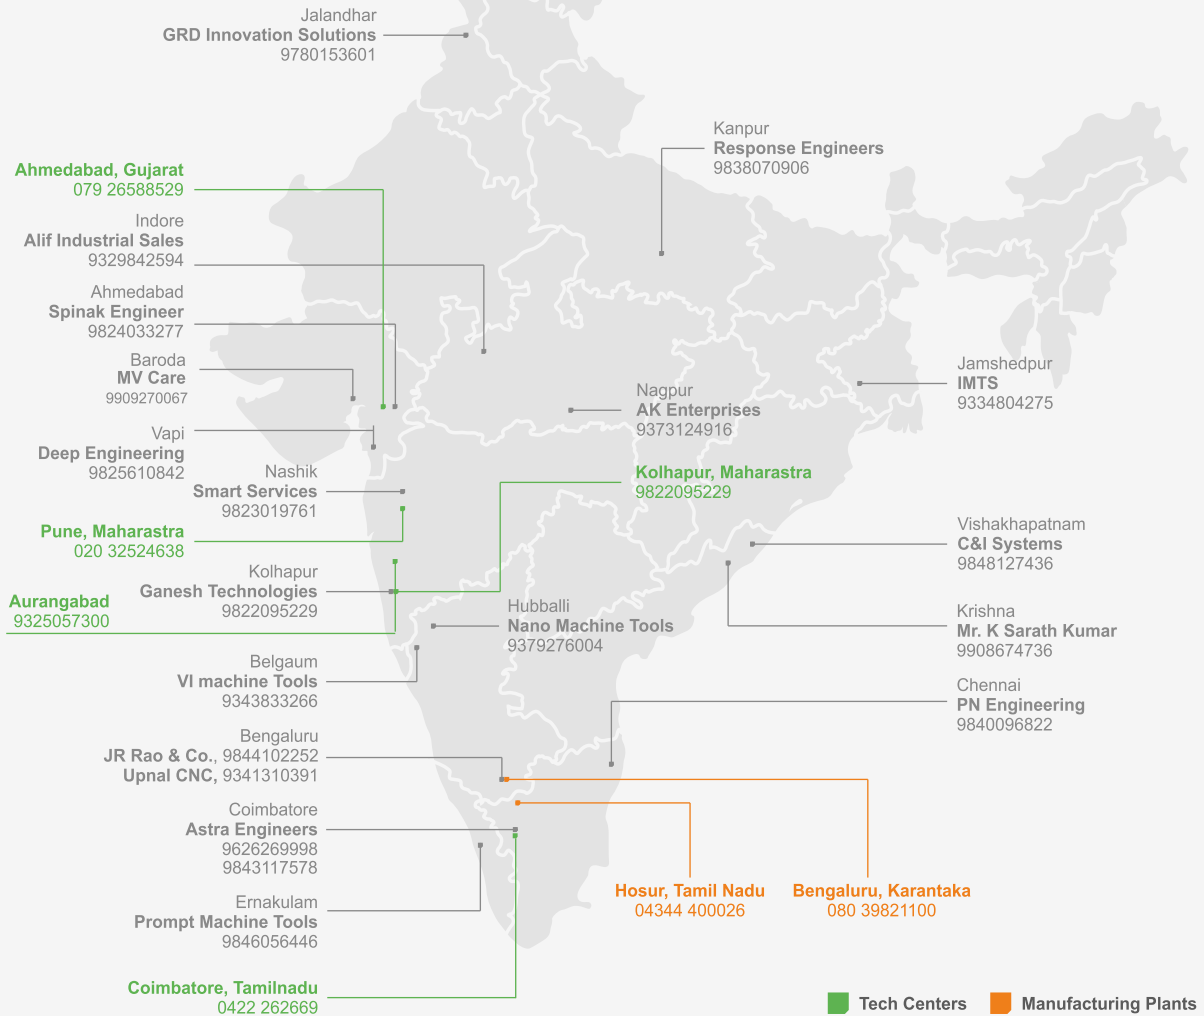 Jalandhar
GRD Innovation Solutions
9780153601
Kanpur
Response Engineers
9838070906
Ahmedabad, Gujarat
079 26588529
Indore
Alif Industrial Sales
9329842594
Ahmedabad
Spinak Engineer
9824033277
Baroda
MV Care
9909270067
Jamshedpur
IMTS
9334804275
Nagpur
AK Enterprises
9373124916
Vapi
Deep Engineering
9825610842
Nashik
Smart Services
9823019761
Kolhapur, Maharastra
9822095229
Pune, Maharastra
020 32524638
Vishakhapatnam
C&I Systems
9848127436
Kolhapur
Ganesh Technologies
9822095229
Aurangabad
9325057300
Hubballi
Nano Machine Tools
9379276004
Krishna
Mr. K Sarath Kumar
9908674736
Belgaum
VI machine Tools
9343833266
Chennai
PN Engineering
9840096822
Bengaluru
JR Rao & Co., 9844102252
Upnal CNC, 9341310391
Coimbatore
Astra Engineers
9626269998
9843117578
Hosur, Tamil Nadu
04344 400026
Bengaluru, Karantaka
080 39821100
Ernakulam
Prompt Machine Tools
9846056446
Coimbatore, Tamilnadu
0422 262669
Tech Centers
Manufacturing Plants